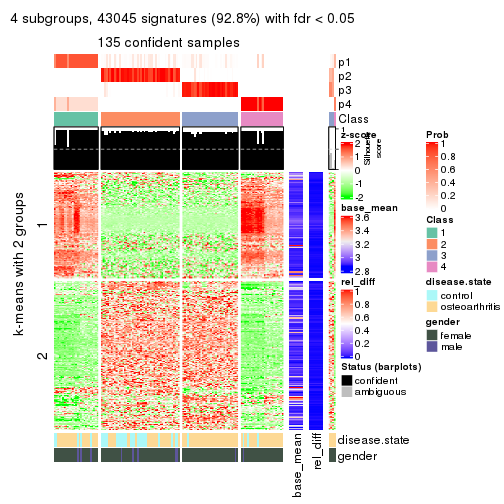 4 subgroups, 43045 signatures (92.8%) with fdr < 0.05
135 confident samples
p1
p2
p3
p4
Class
1
0
Silhouette
score
k-means with 2 groups
1
2
z-score
2
1
0
-1
-2
base_mean
3.6
3.4
3.2
3
2.8
rel_diff
1
0.8
0.6
0.4
0.2
0
Status (barplots)
confident
ambiguous
Prob
1
0.8
0.6
0.4
0.2
0
Class
1
2
3
4
disease.state
control
osteoarthritis
gender
female
male
disease.state
gender
base_mean
rel_diff